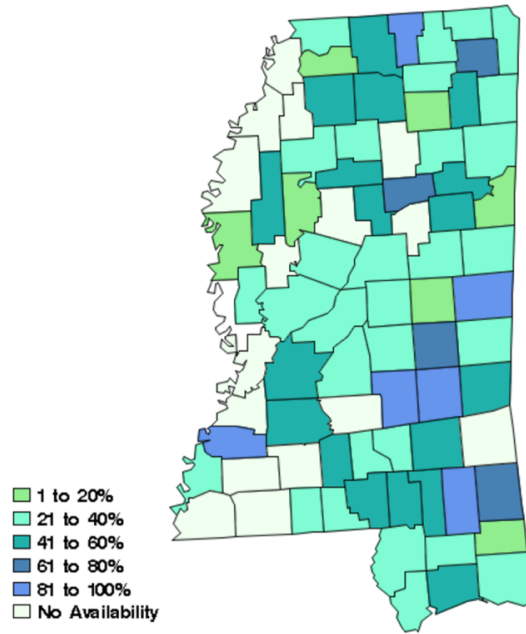 1 to 20%
21 to 40%
41 to 60%
61 to 80%
81 to 100%
No Availability